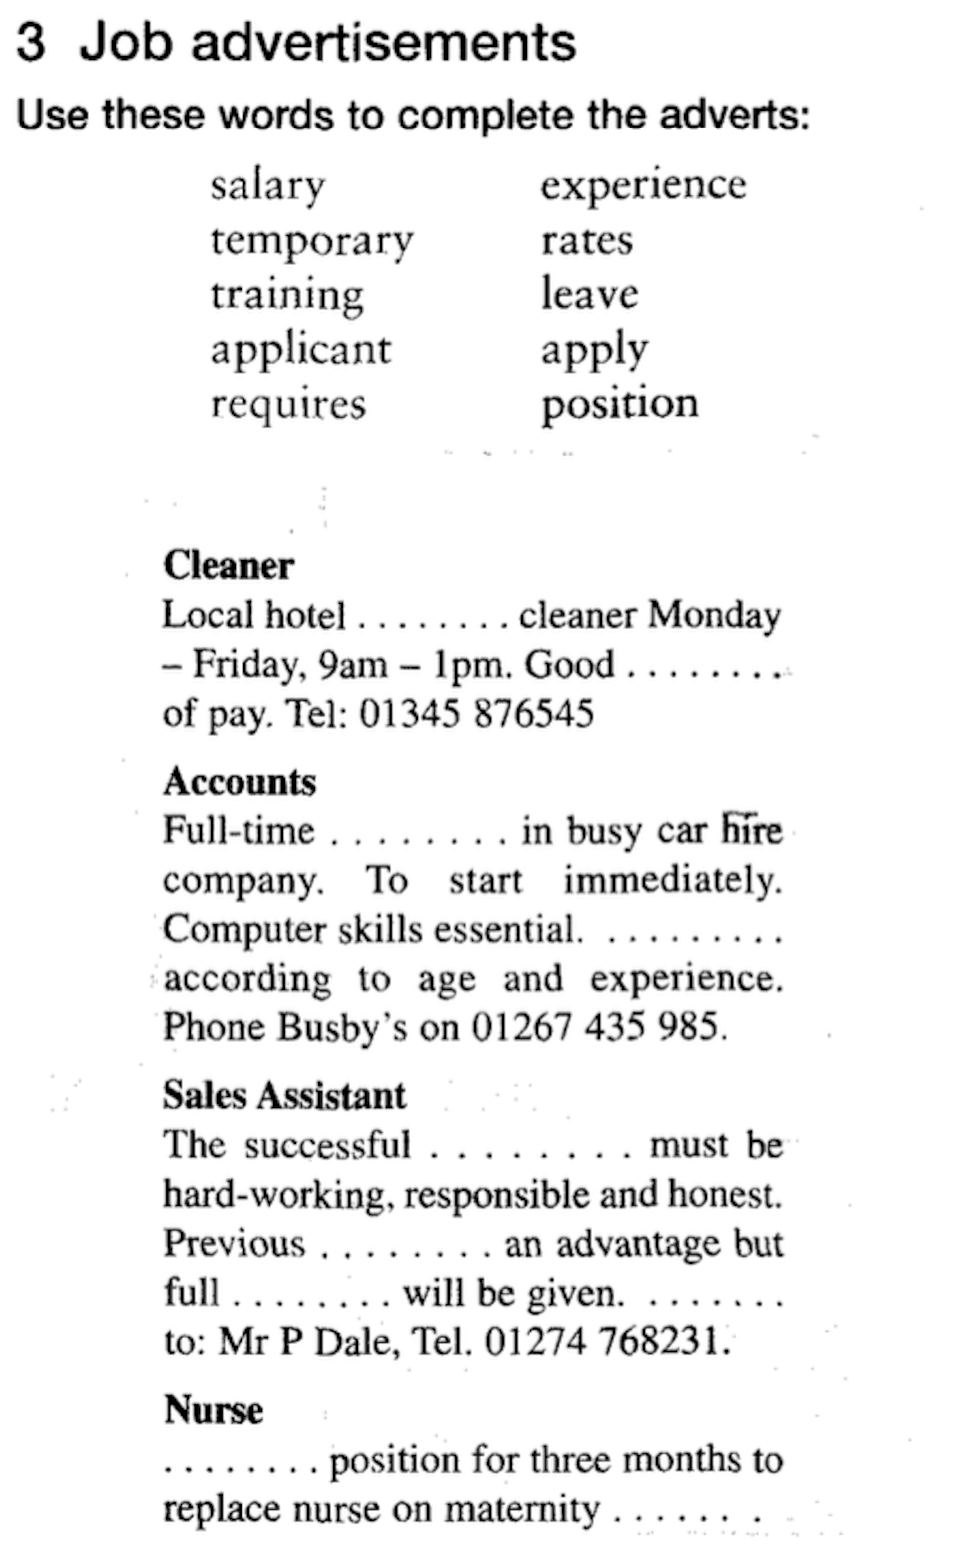 3 Job advertisements
Use these words to complete the adverts:
salary experience
temporary rates
training leave
applicant apply
requires position
Cleaner
Local hotel . . . . . . . . cleaner Monday
– Friday, 9am – 1pm. Good . . . . . . . .
of pay. Tel: 01345 876545
Accounts
Full-time . . . . . . . . in busy car hire
company. To start immediately.
Computer skills essential. . . . . . . . . .
according to age and experience.
Phone Busby's on 01267 435 985.
Sales Assistant
The successful . . . . . . . . must be
hard-working, responsible and honest.
Previous . . . . . . . . an advantage but
full . . . . . . . . will be given. . . . . . . .
to: Mr P Dale, Tel. 01274 768231.
Nurse
. . . . . . . . position for three months to
replace nurse on maternity . . . . . . .